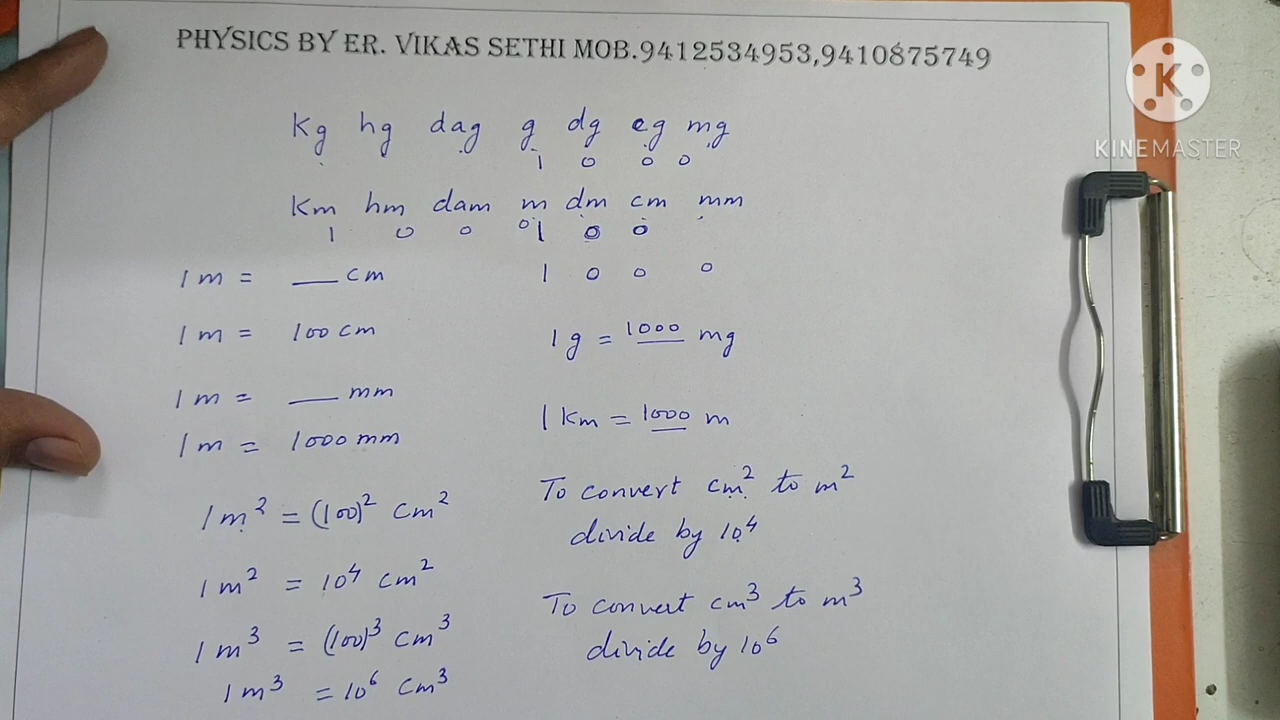 PHYSICS BY ER. VIKAS SETHI MOB.9412534953,9410875749
K
KINEMASTER
Kg hg dag g dg cg mg
1 0 0 0
Km hm dam m dm cm mm
1 0 0 0 1 0 0
1 m = __ cm
1 0 0 0
1 m = 100 cm
1 g = 1000 mg
1 m = __ mm
1 Km = 1000 m
1 m = 1000 mm
To convert cm² to m²
divide by 10⁴
1 m² = (100)² cm²
1 m² = 10⁴ cm²
To convert cm³ to m³
divide by 10⁶
1 m³ = (100)³ cm³
1 m³ = 10⁶ cm³